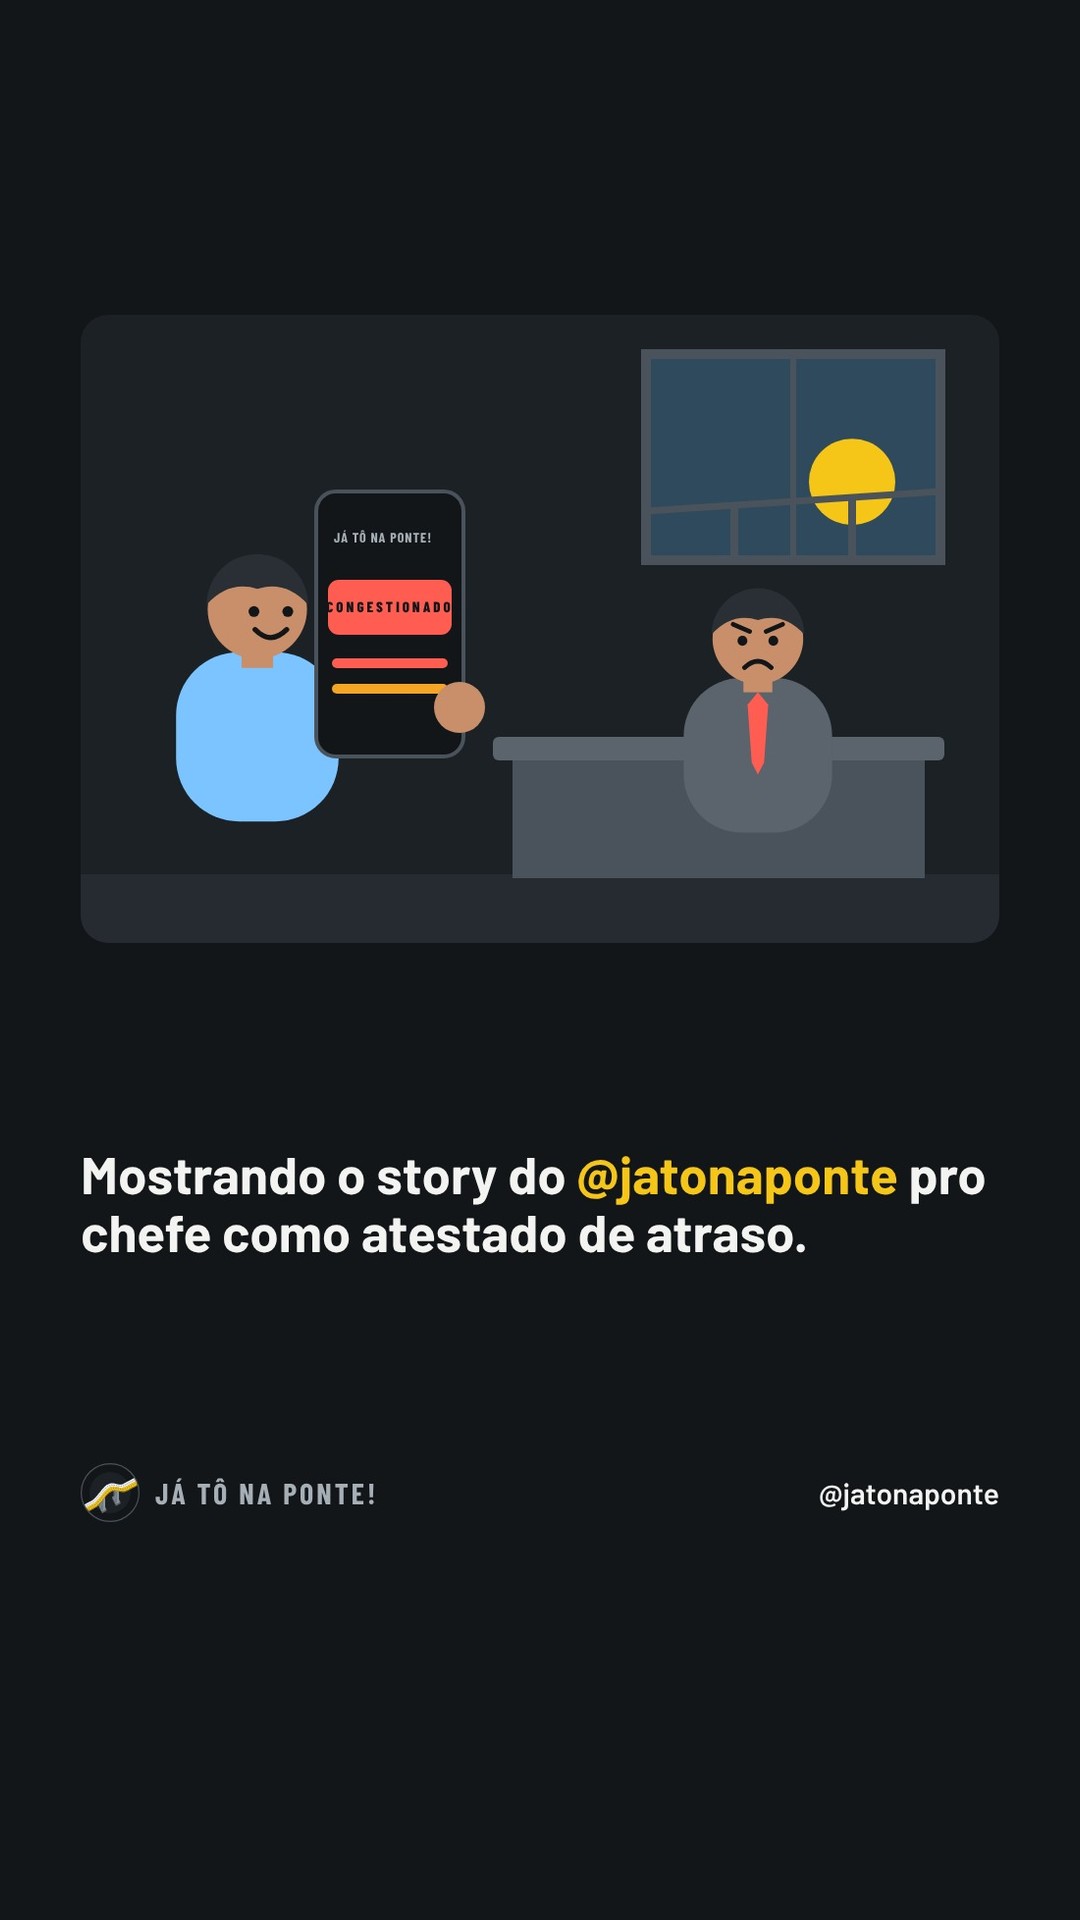 JÁ TÔ NA PONTE!
CONGESTIONADO
Mostrando o story do @jatonaponte pro
chefe como atestado de atraso.
JÁ TÔ NA PONTE!
@jatonaponte